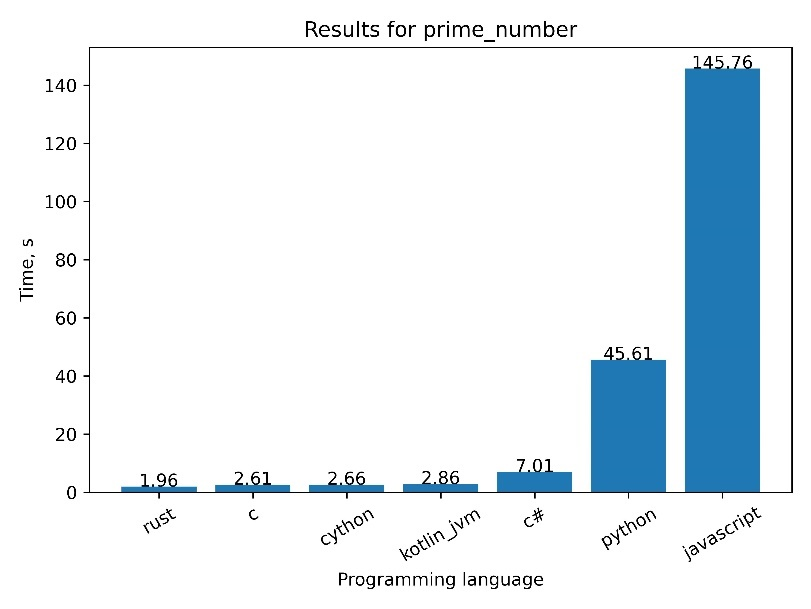 Results for prime_number
Time, s
140
120
100
80
60
40
20
0
1.96
2.61
2.66
2.86
7.01
45.61
145.76
rust
c
cython
kotlin_jvm
c#
python
javascript
Programming language